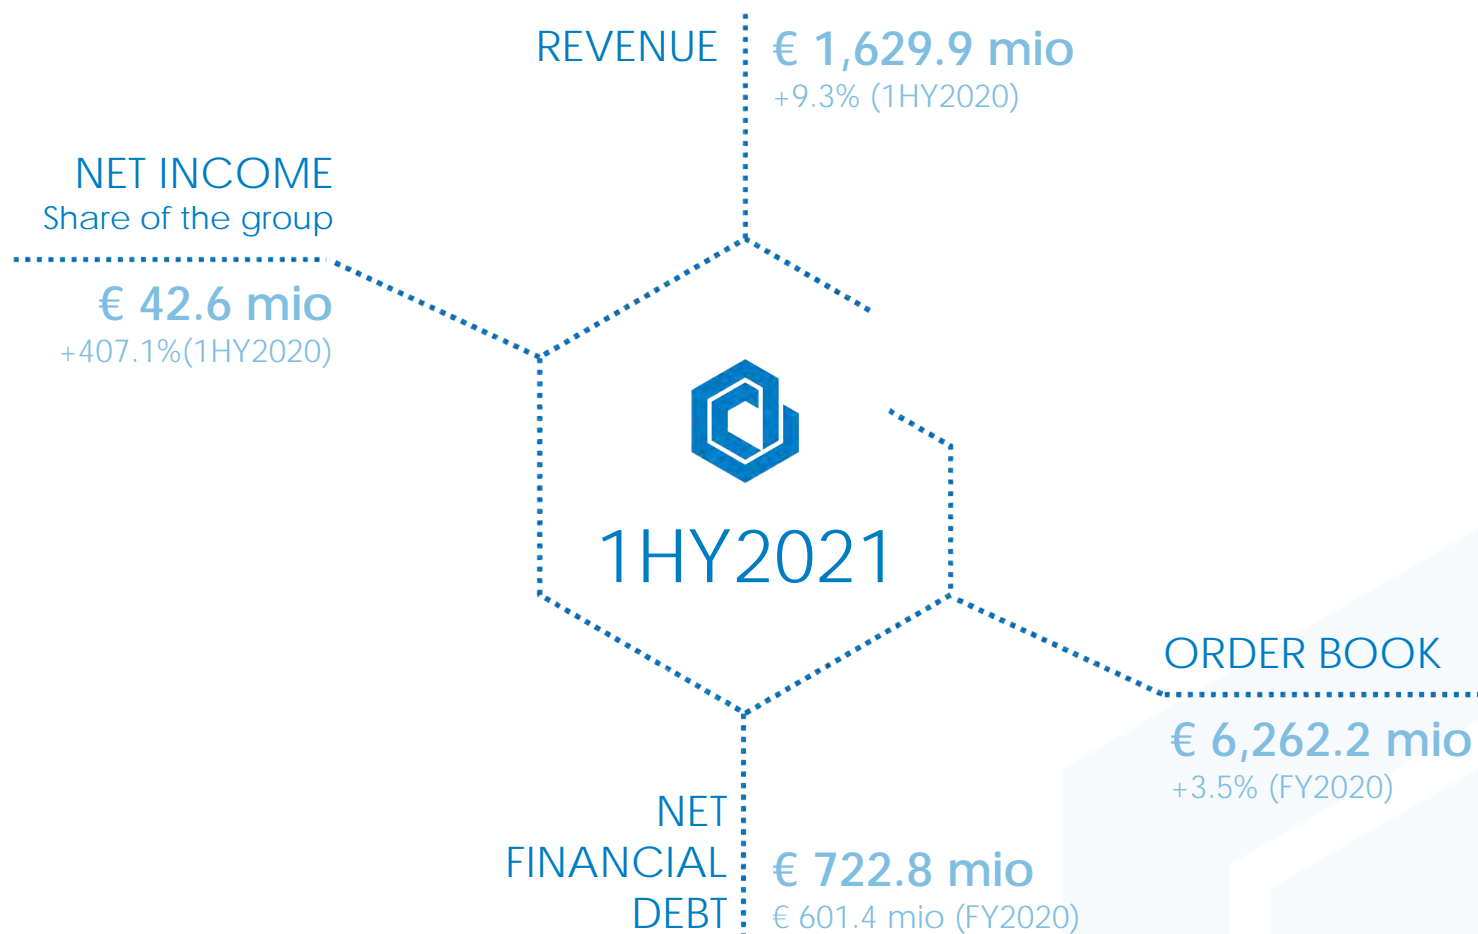 REVENUE
€ 1,629.9 mio
+9.3% (1HY2020)
NET INCOME
Share of the group
€ 42.6 mio
+407.1%(1HY2020)
1HY2021
ORDER BOOK
€ 6,262.2 mio
+3.5% (FY2020)
NET
FINANCIAL
DEBT
€ 722.8 mio
€ 601.4 mio (FY2020)